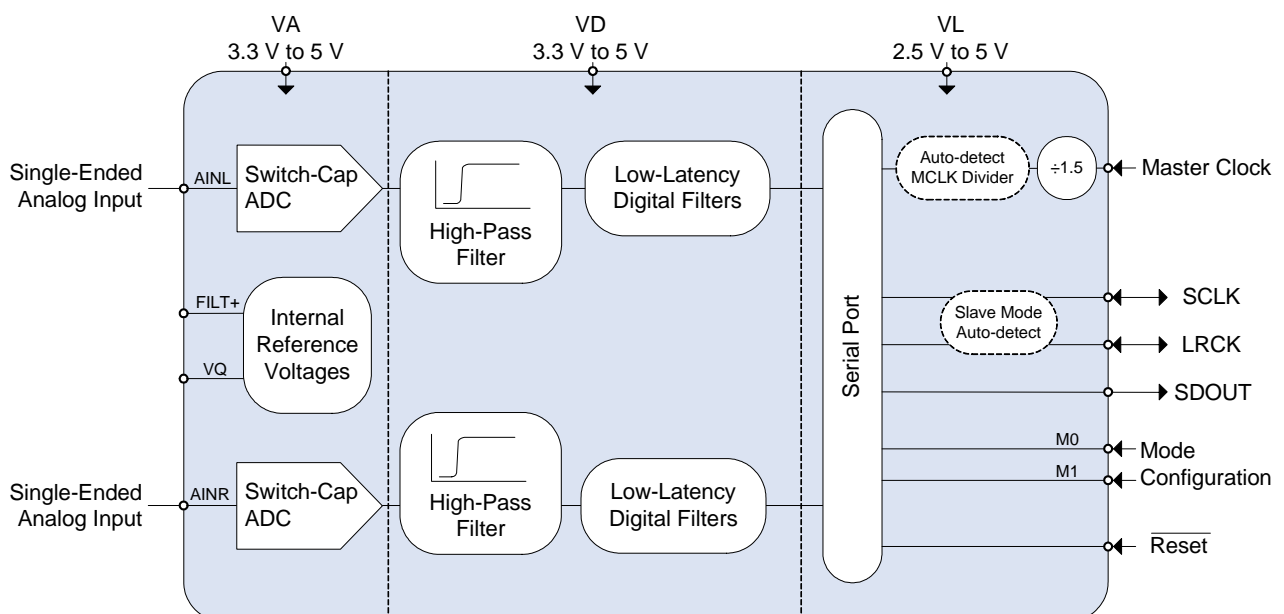 VA
3.3 V to 5 V
VD
3.3 V to 5 V
VL
2.5 V to 5 V
Single-Ended
Analog Input
AINL
Switch-Cap
ADC
High-Pass
Filter
Low-Latency
Digital Filters
Auto-detect
MCLK Divider
÷1.5
Master Clock
FILT+
VQ
Internal
Reference
Voltages
Serial Port
Slave Mode
Auto-detect
SCLK
LRCK
SDOUT
M0
M1
Mode
Configuration
Single-Ended
Analog Input
AINR
Switch-Cap
ADC
High-Pass
Filter
Low-Latency
Digital Filters
Reset